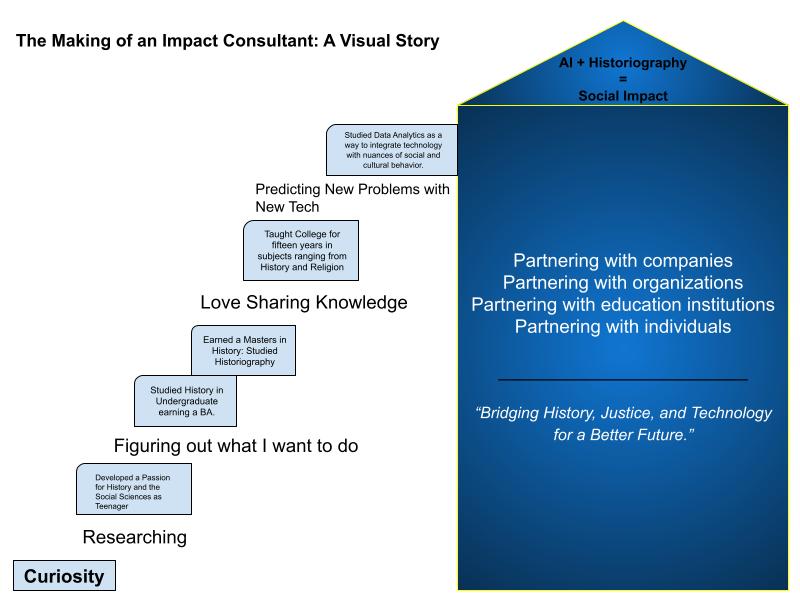 The Making of an Impact Consultant: A Visual Story
AI + Historiography
=
Social Impact
Studied Data Analytics as a
way to integrate technology
with nuances of social and
cultural behavior.
Predicting New Problems with
New Tech
Taught College for
fifteen years in
subjects ranging from
History and Religion
Love Sharing Knowledge
Earned a Masters in
History: Studied
Historiography
Studied History in
Undergraduate
earning a BA.
Figuring out what I want to do
Developed a Passion
for History and the
Social Sciences as
Teenager
Researching
Curiosity
Partnering with companies
Partnering with organizations
Partnering with education institutions
Partnering with individuals
“Bridging History, Justice, and Technology
for a Better Future.”